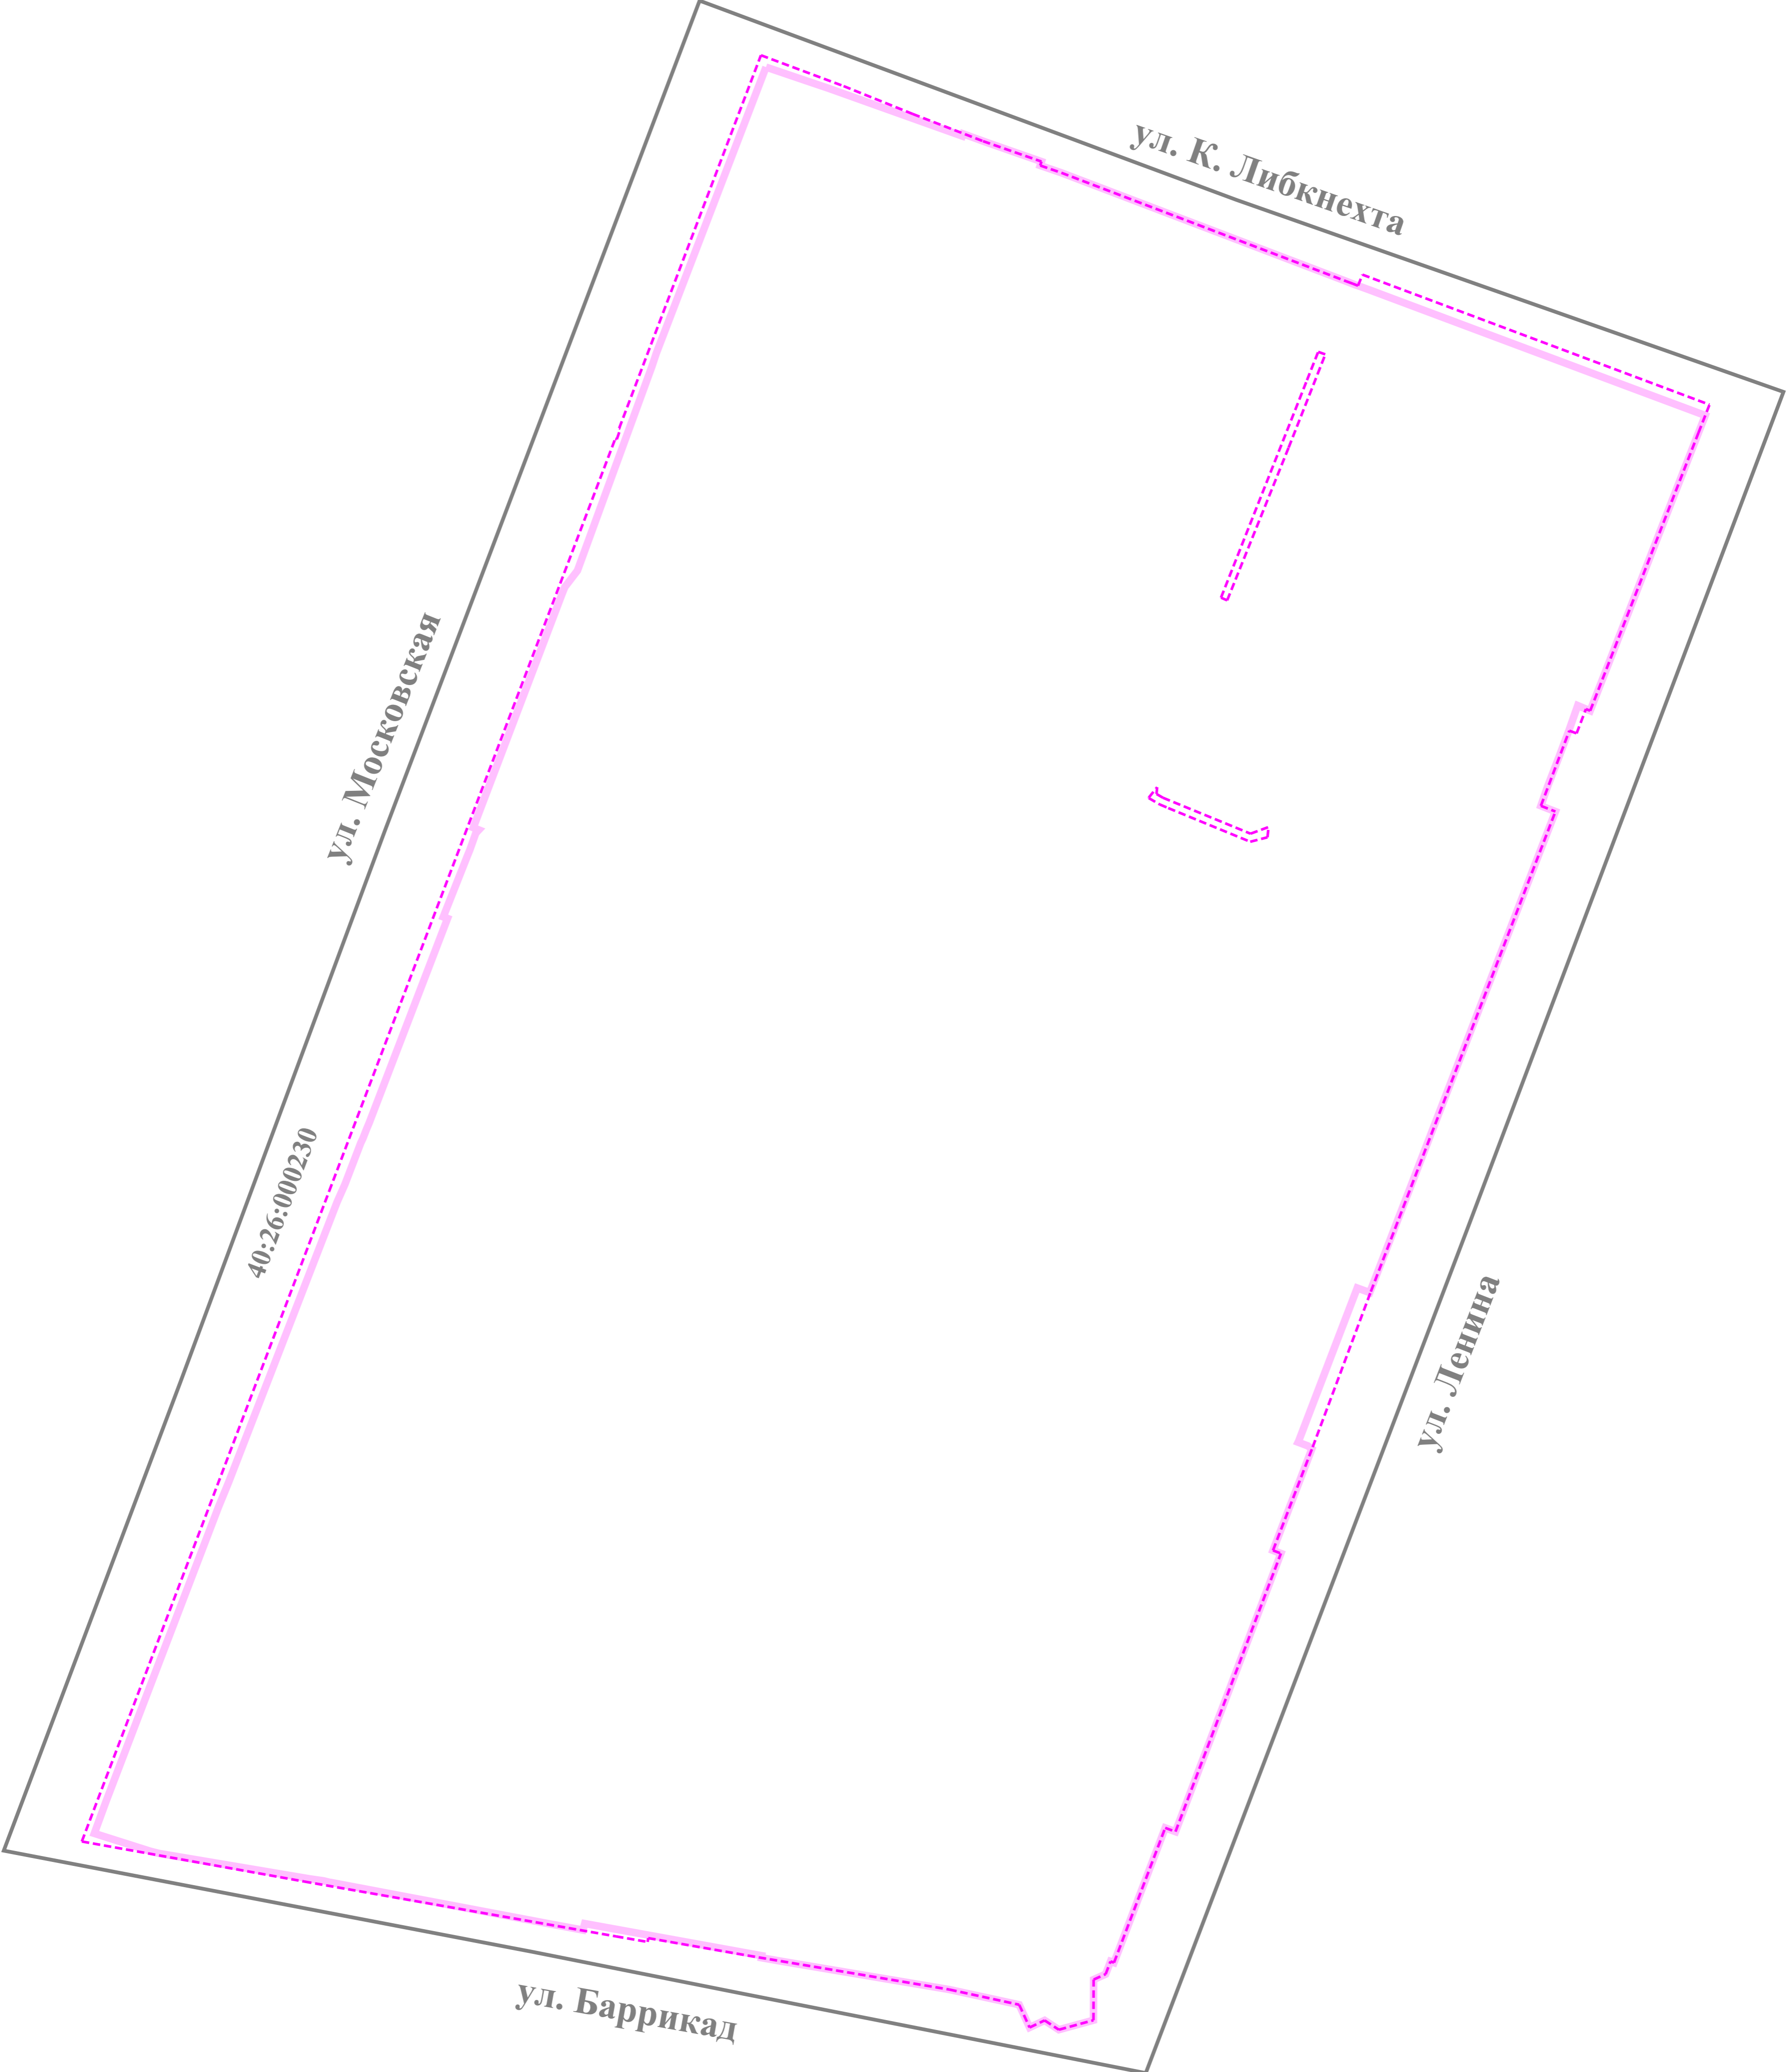 ул. К. Либкнехта
ул. Московская
40:26:000230
ул. Ленина
ул. Баррикад